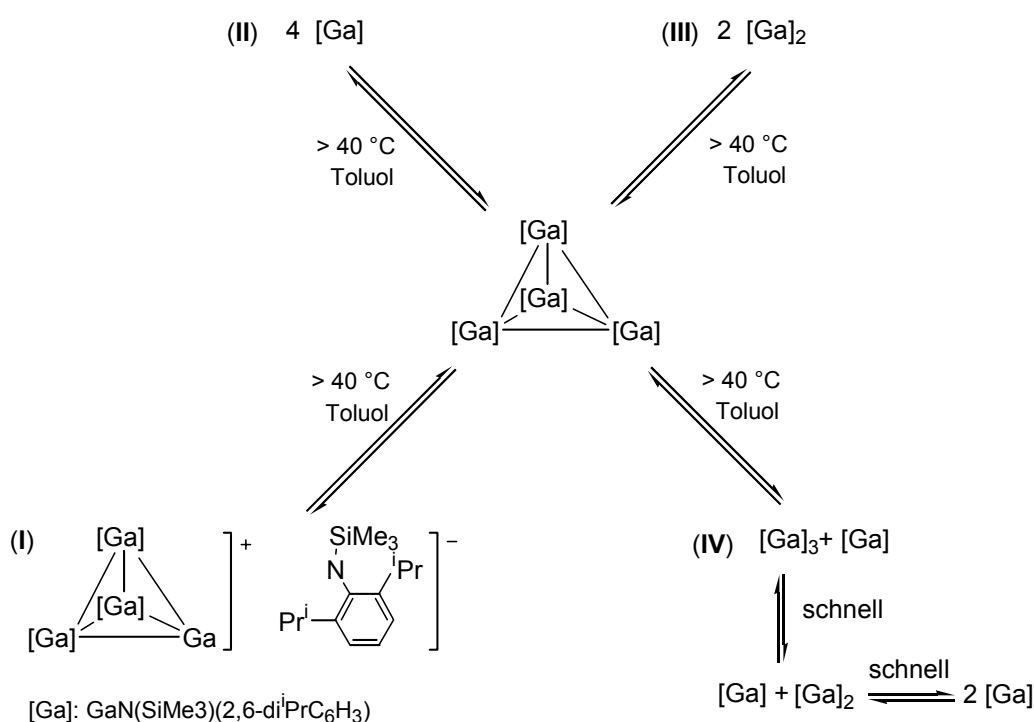 (II) 4 [Ga]
(III) 2 [Ga]₂
> 40 °C
Toluol
> 40 °C
Toluol
[Ga]
[Ga]
[Ga] [Ga]
> 40 °C
Toluol
> 40 °C
Toluol
(I)
[Ga]
[Ga]
[Ga] Ga
+
SiMe₃
N
ⁱPr
Prⁱ
–
(IV) [Ga]₃+ [Ga]
schnell
[Ga] + [Ga]₂ schnell 2 [Ga]
[Ga]: GaN(SiMe3)(2,6-diⁱPrC₆H₃)